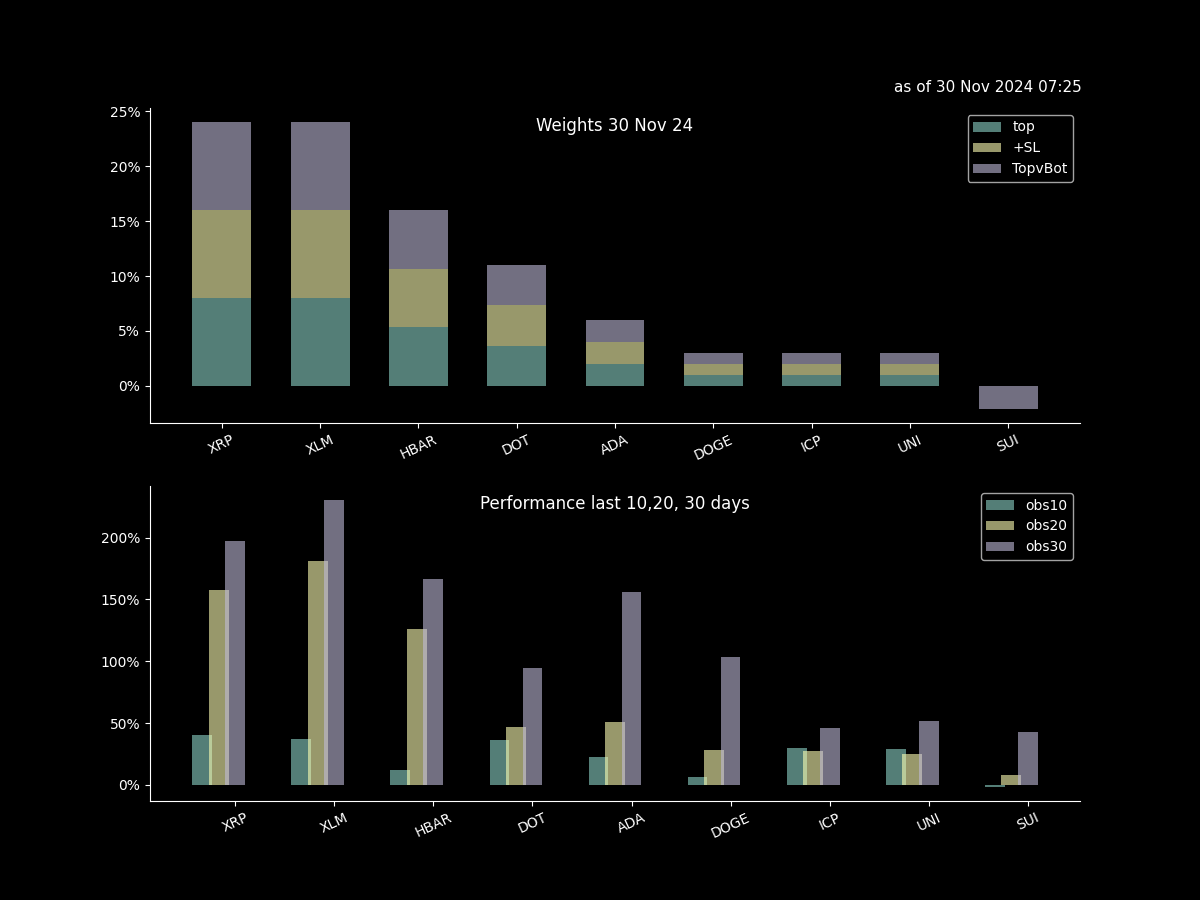 as of 30 Nov 2024 07:25
Weights 30 Nov 24
25%
20%
15%
10%
5%
0%
top
+SL
TopvBot
XRP XLM HBAR DOT ADA DOGE ICP UNI SUI
Performance last 10,20, 30 days
200%
150%
100%
50%
0%
obs10
obs20
obs30
XRP XLM HBAR DOT ADA DOGE ICP UNI SUI